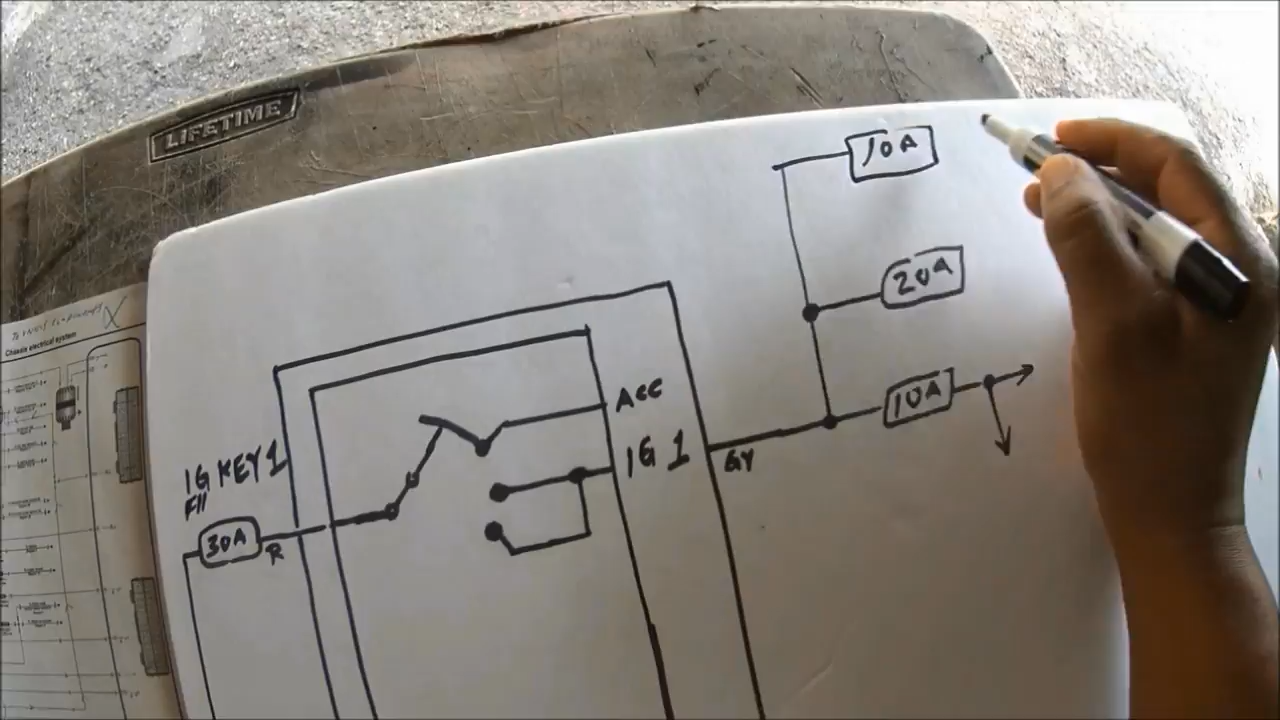 LIFETIME
10A
20A
10A
ACC
IG 1
GY
IG KEY 1
F11
30A
R
Chassis electrical system